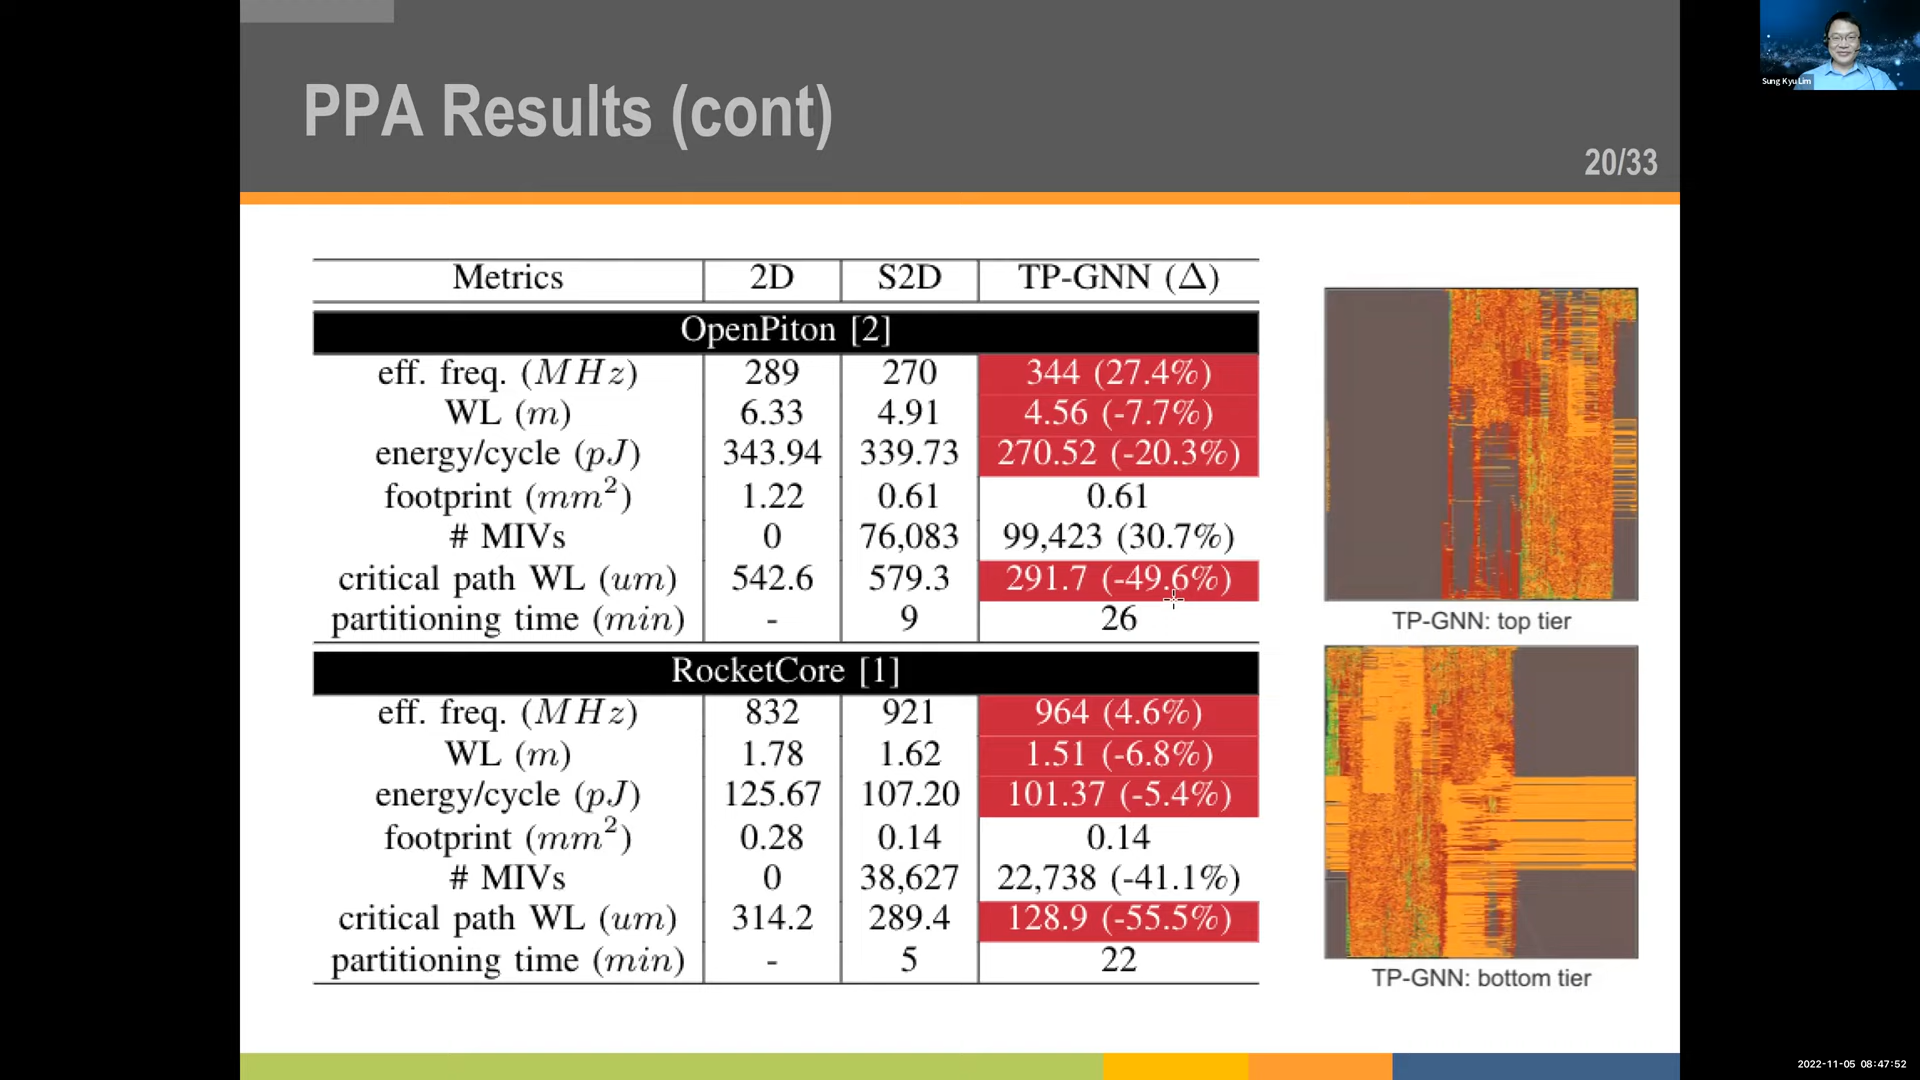 PPA Results (cont)
20/33
Sung Kyu Lim
Metrics 2D S2D TP-GNN (Δ)
OpenPiton [2]
eff. freq. (MHz) 289 270 344 (27.4%)
WL (m) 6.33 4.91 4.56 (-7.7%)
energy/cycle (pJ) 343.94 339.73 270.52 (-20.3%)
footprint (mm²) 1.22 0.61 0.61
# MIVs 0 76,083 99,423 (30.7%)
critical path WL (um) 542.6 579.3 291.7 (-49.6%)
partitioning time (min) - 9 26
RocketCore [1]
eff. freq. (MHz) 832 921 964 (4.6%)
WL (m) 1.78 1.62 1.51 (-6.8%)
energy/cycle (pJ) 125.67 107.20 101.37 (-5.4%)
footprint (mm²) 0.28 0.14 0.14
# MIVs 0 38,627 22,738 (-41.1%)
critical path WL (um) 314.2 289.4 128.9 (-55.5%)
partitioning time (min) - 5 22
TP-GNN: top tier
TP-GNN: bottom tier
2022-11-05 08:47:52